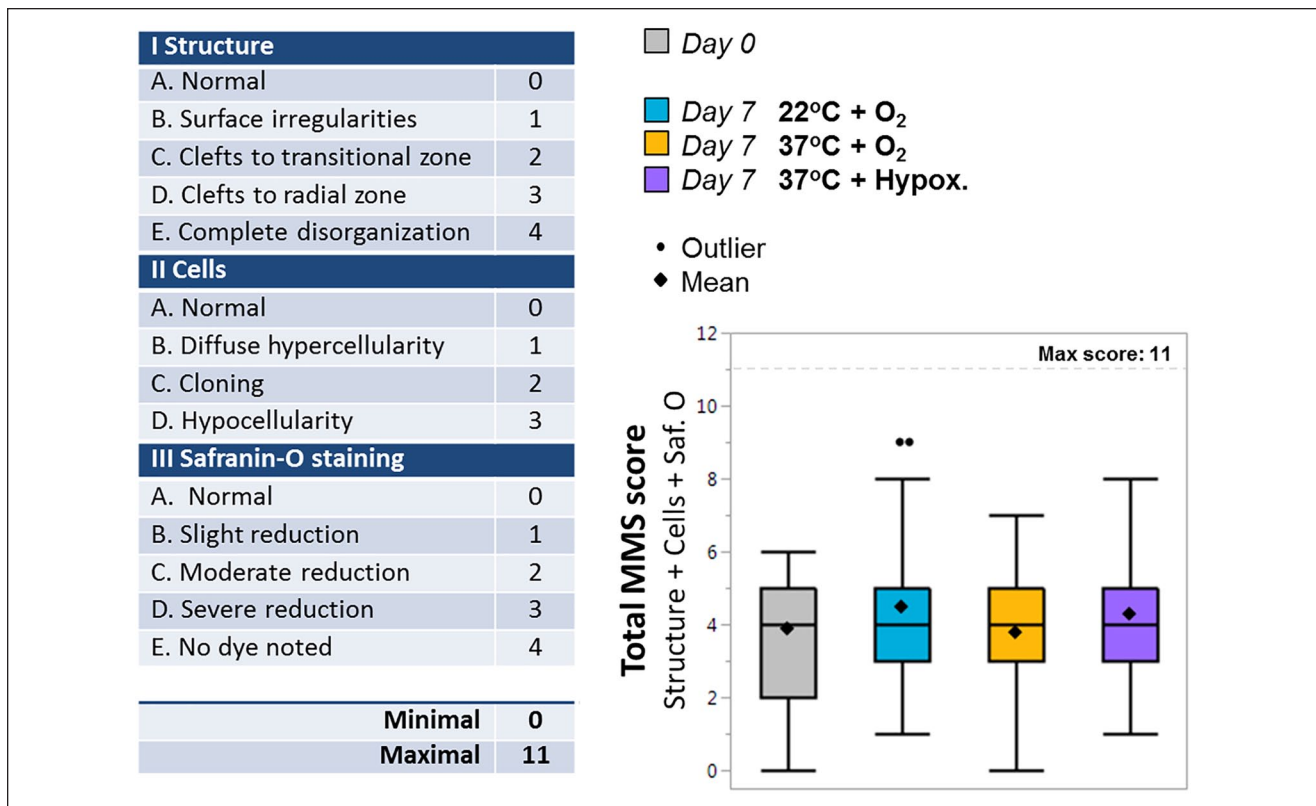 I Structure
A. Normal 0
B. Surface irregularities 1
C. Clefts to transitional zone 2
D. Clefts to radial zone 3
E. Complete disorganization 4
II Cells
A. Normal 0
B. Diffuse hypercellularity 1
C. Cloning 2
D. Hypocellularity 3
III Safranin-O staining
A. Normal 0
B. Slight reduction 1
C. Moderate reduction 2
D. Severe reduction 3
E. No dye noted 4
Minimal 0
Maximal 11
Day 0
Day 7 22°C + O₂
Day 7 37°C + O₂
Day 7 37°C + Hypox.
Outlier
Mean
Total MMS score
Structure + Cells + Saf. O
12
10
8
6
4
2
0
Max score: 11